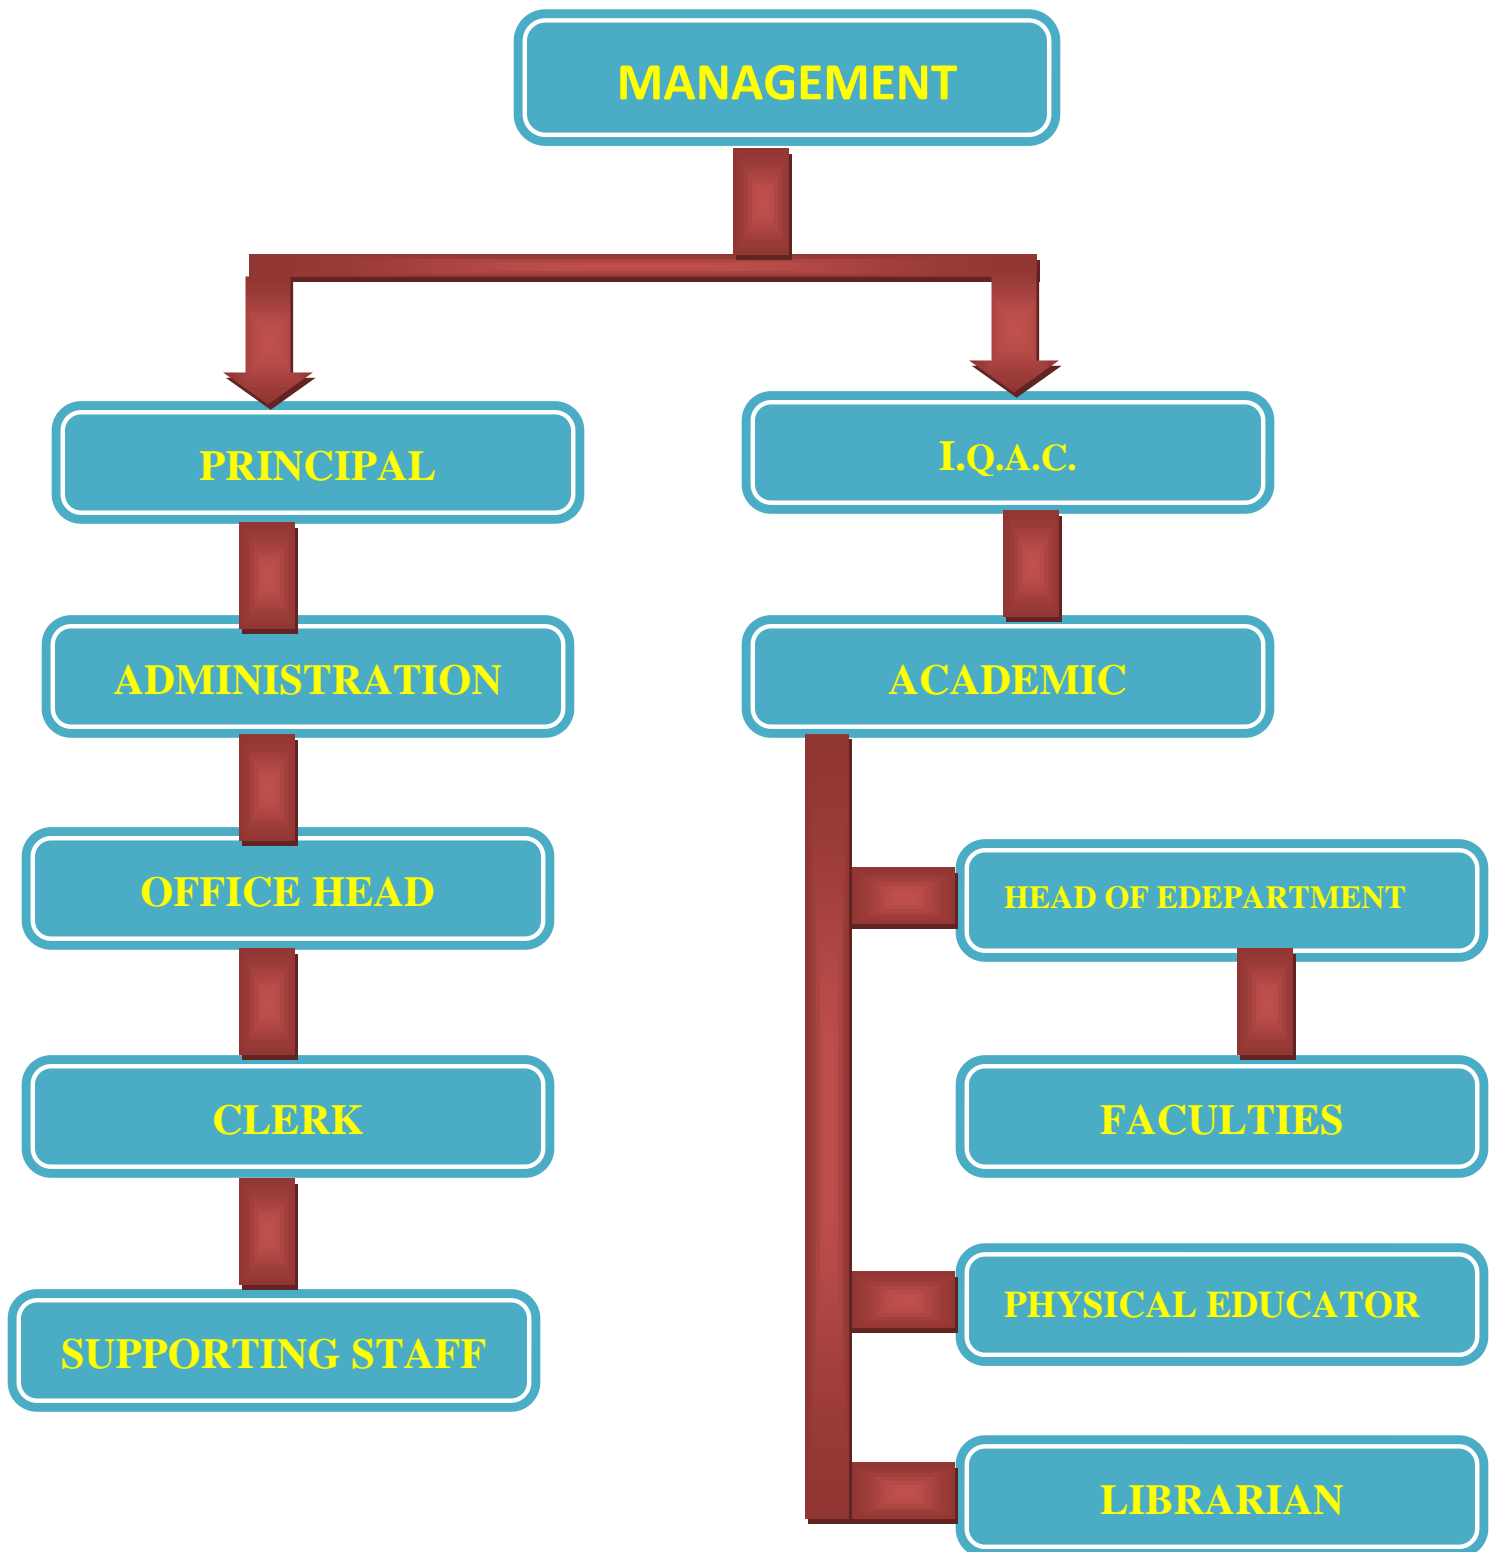 MANAGEMENT
PRINCIPAL
I.Q.A.C.
ADMINISTRATION
ACADEMIC
OFFICE HEAD
HEAD OF EDEPARTMENT
CLERK
FACULTIES
SUPPORTING STAFF
PHYSICAL EDUCATOR
LIBRARIAN